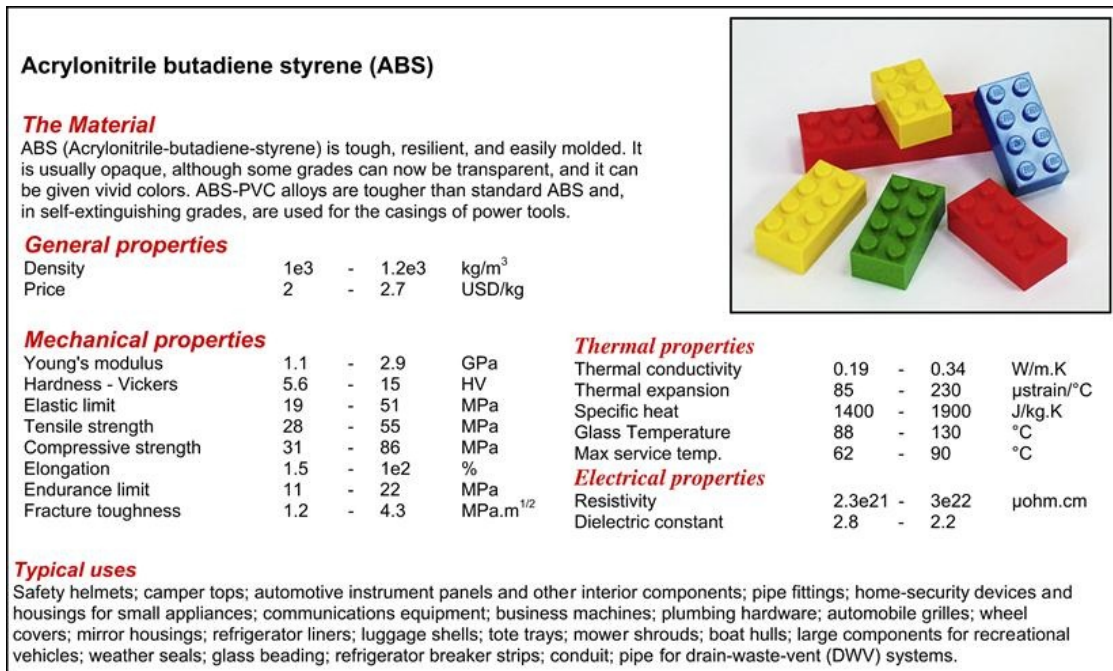 Acrylonitrile butadiene styrene (ABS)
The Material
ABS (Acrylonitrile-butadiene-styrene) is tough, resilient, and easily molded. It
is usually opaque, although some grades can now be transparent, and it can
be given vivid colors. ABS-PVC alloys are tougher than standard ABS and,
in self-extinguishing grades, are used for the casings of power tools.
General properties
Density 1e3 - 1.2e3 kg/m³
Price 2 - 2.7 USD/kg
Mechanical properties
Young's modulus 1.1 - 2.9 GPa
Hardness - Vickers 5.6 - 15 HV
Elastic limit 19 - 51 MPa
Tensile strength 28 - 55 MPa
Compressive strength 31 - 86 MPa
Elongation 1.5 - 1e2 %
Endurance limit 11 - 22 MPa
Fracture toughness 1.2 - 4.3 MPa.m^1/2
Thermal properties
Thermal conductivity 0.19 - 0.34 W/m.K
Thermal expansion 85 - 230 µstrain/°C
Specific heat 1400 - 1900 J/kg.K
Glass Temperature 88 - 130 °C
Max service temp. 62 - 90 °C
Electrical properties
Resistivity 2.3e21 - 3e22 µohm.cm
Dielectric constant 2.8 - 2.2
Typical uses
Safety helmets; camper tops; automotive instrument panels and other interior components; pipe fittings; home-security devices and
housings for small appliances; communications equipment; business machines; plumbing hardware; automobile grilles; wheel
covers; mirror housings; refrigerator liners; luggage shells; tote trays; mower shrouds; boat hulls; large components for recreational
vehicles; weather seals; glass beading; refrigerator breaker strips; conduit; pipe for drain-waste-vent (DWV) systems.